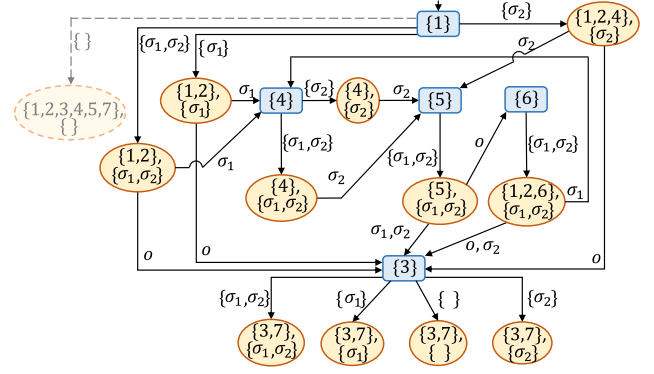 {1}
{σ₂}
{1,2,4},
{σ₂}
{ }
{σ₁,σ₂}
{σ₁}
σ₂
{1,2,3,4,5,7},
{ }
{1,2},
{σ₁}
σ₁
{4}
{σ₂}
{4},
{σ₂}
σ₂
{5}
{6}
{1,2},
{σ₁,σ₂}
σ₁
{σ₁,σ₂}
{4},
{σ₁,σ₂}
σ₂
{σ₁,σ₂}
o
{σ₁,σ₂}
{5},
{σ₁,σ₂}
{1,2,6},
{σ₁,σ₂}
σ₁
σ₁,σ₂
o,σ₂
o
o
o
{3}
{σ₁,σ₂}
{σ₁}
{ }
{σ₂}
{3,7},
{σ₁,σ₂}
{3,7},
{σ₁}
{3,7},
{ }
{3,7},
{σ₂}